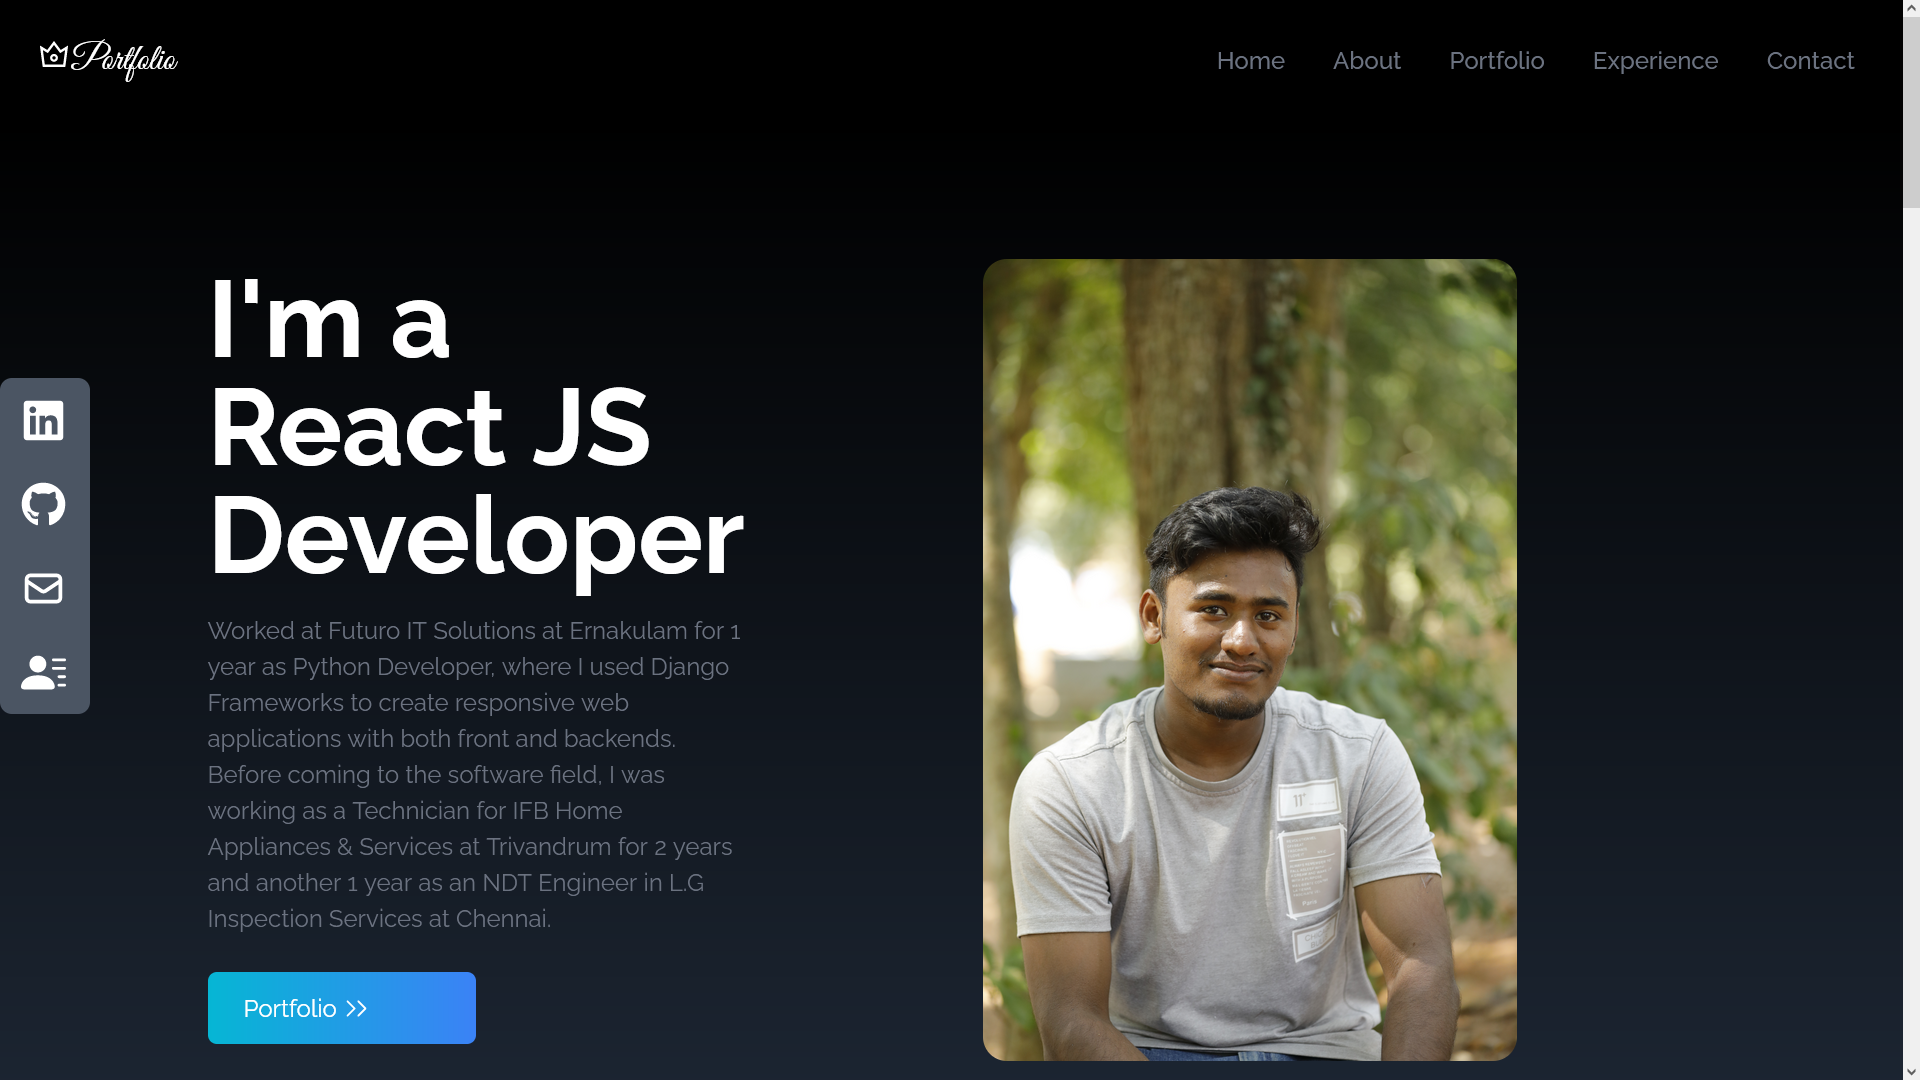 Portfolio
Home
About
Portfolio
Experience
Contact
I'm a
React JS
Developer
Worked at Futuro IT Solutions at Ernakulam for 1
year as Python Developer, where I used Django
Frameworks to create responsive web
applications with both front and backends.
Before coming to the software field, I was
working as a Technician for IFB Home
Appliances & Services at Trivandrum for 2 years
and another 1 year as an NDT Engineer in L.G
Inspection Services at Chennai.
Portfolio >>
in